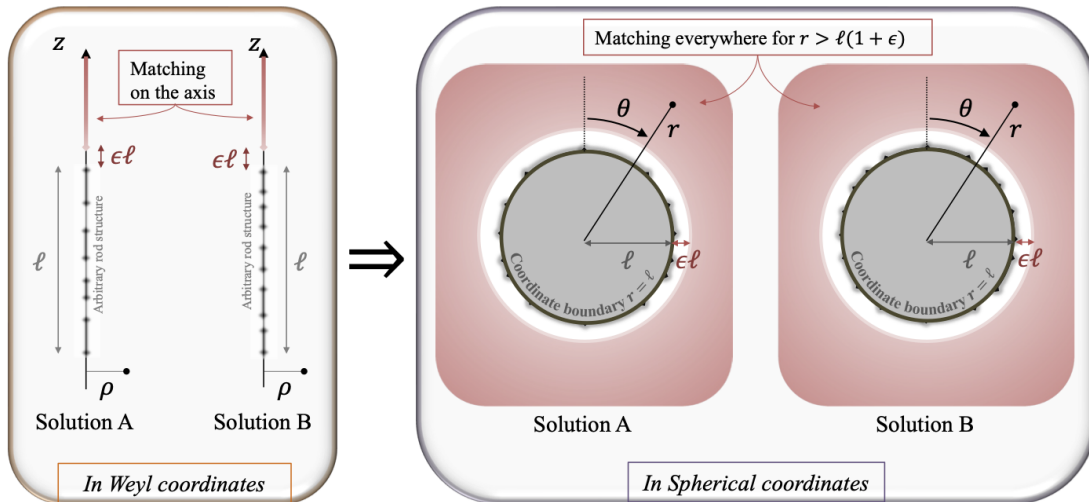 z
z
Matching
on the axis
ϵℓ
ϵℓ
ℓ
Arbitrary rod structure
Arbitrary rod structure
ℓ
ρ
ρ
Solution A
Solution B
In Weyl coordinates
⇒
Matching everywhere for r > ℓ(1 + ϵ)
θ
r
ℓ
ϵℓ
Coordinate boundary r = ℓ
θ
r
ℓ
ϵℓ
Coordinate boundary r = ℓ
Solution A
Solution B
In Spherical coordinates